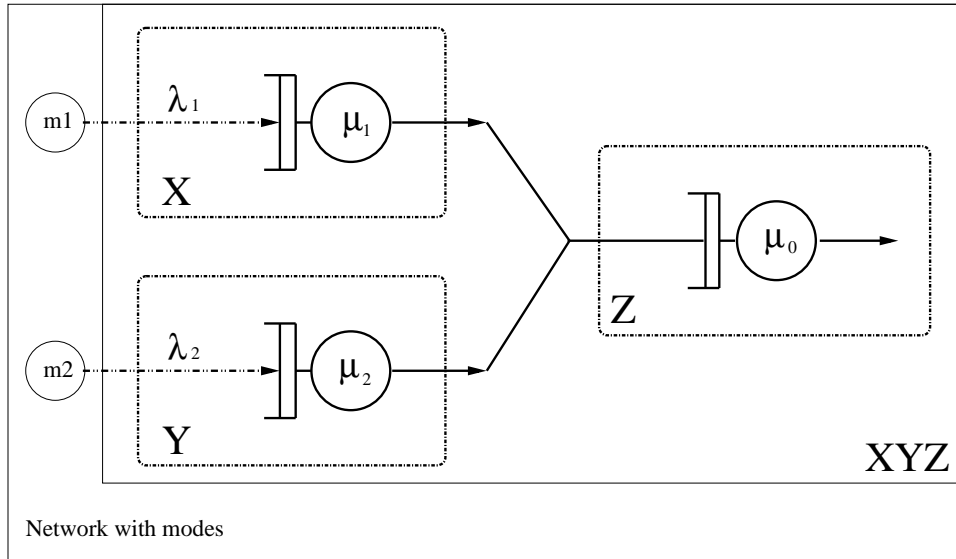 m1
λ₁
μ₁
X
μ₀
Z
m2
λ₂
μ₂
Y
XYZ
Network with modes